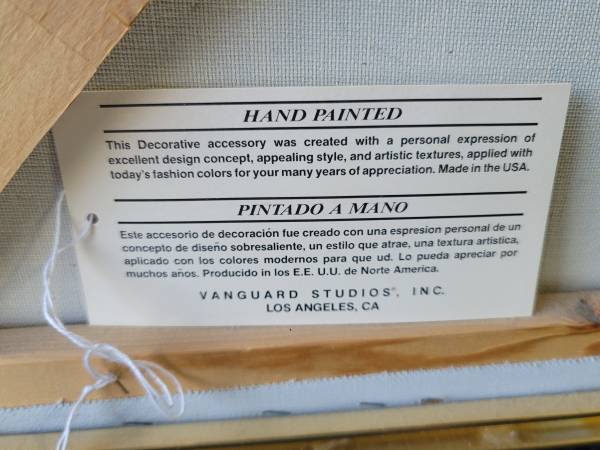 HAND PAINTED
This Decorative accessory was created with a personal expression of
excellent design concept, appealing style, and artistic textures, applied with
today's fashion colors for your many years of appreciation. Made in the USA.
PINTADO A MANO
Este accesorio de decoración fue creado con una espresion personal de un
concepto de diseño sobresaliente, un estilo que atrae, una textura artistica,
aplicado con los colores modernos para que ud. Lo pueda apreciar por
muchos años. Producido in los E.E. U.U. de Norte America.
VANGUARD STUDIOS®, INC.
LOS ANGELES, CA